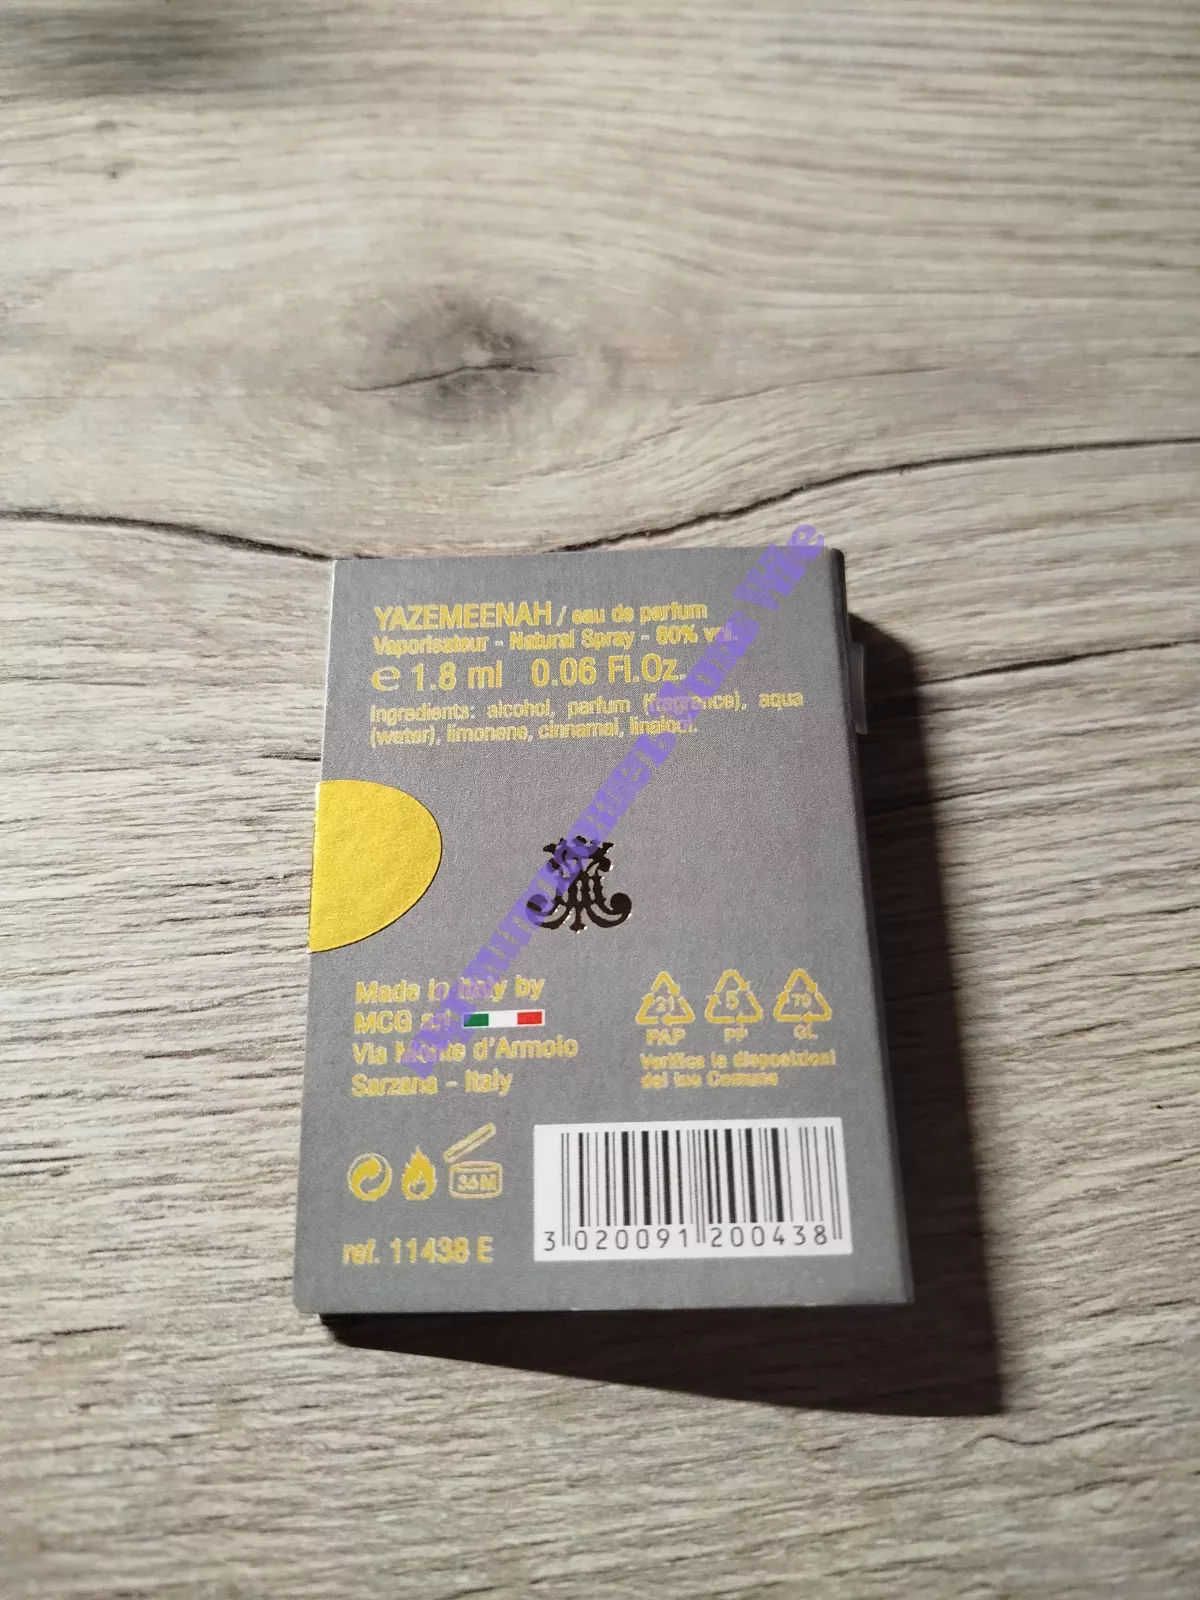 YAZEMEENAH / eau de parfum
Vaporisateur - Natural Spray - 80% vol.
e 1.8 ml 0.06 Fl.Oz.
Ingredients: alcohol, parfum (fragrance), aqua
(water), limonene, cinnamal, linalool.
Made in Italy by
MCG srl
Via Monte d'Armolo
Sarzana - Italy
21 5 70
PAP PP GL
Verifica le disposizioni
del tuo Comune
36M
ref. 11438 E
3 020091 200438